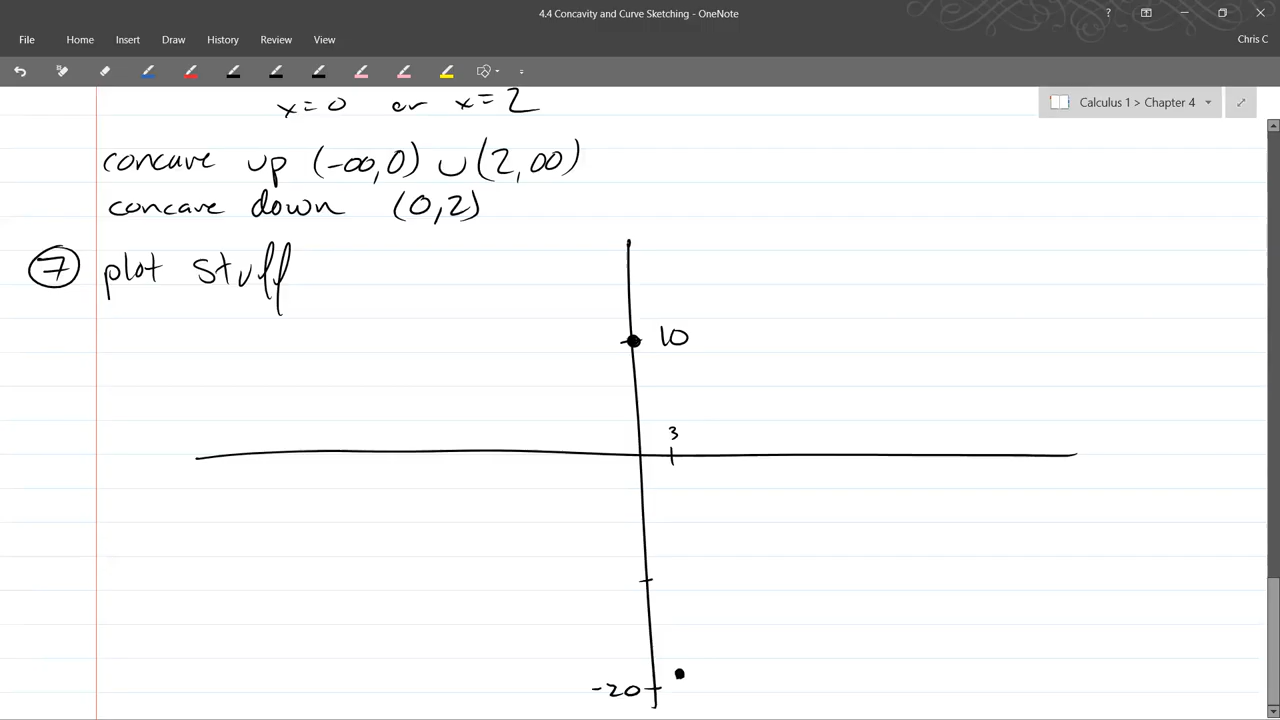 4.4 Concavity and Curve Sketching - OneNote
File Home Insert Draw History Review View
Chris C
Calculus 1 > Chapter 4
x=0 or x=2
concave up (-∞,0) ∪ (2,∞)
concave down (0,2)
7 plot stuff
10
3
-20